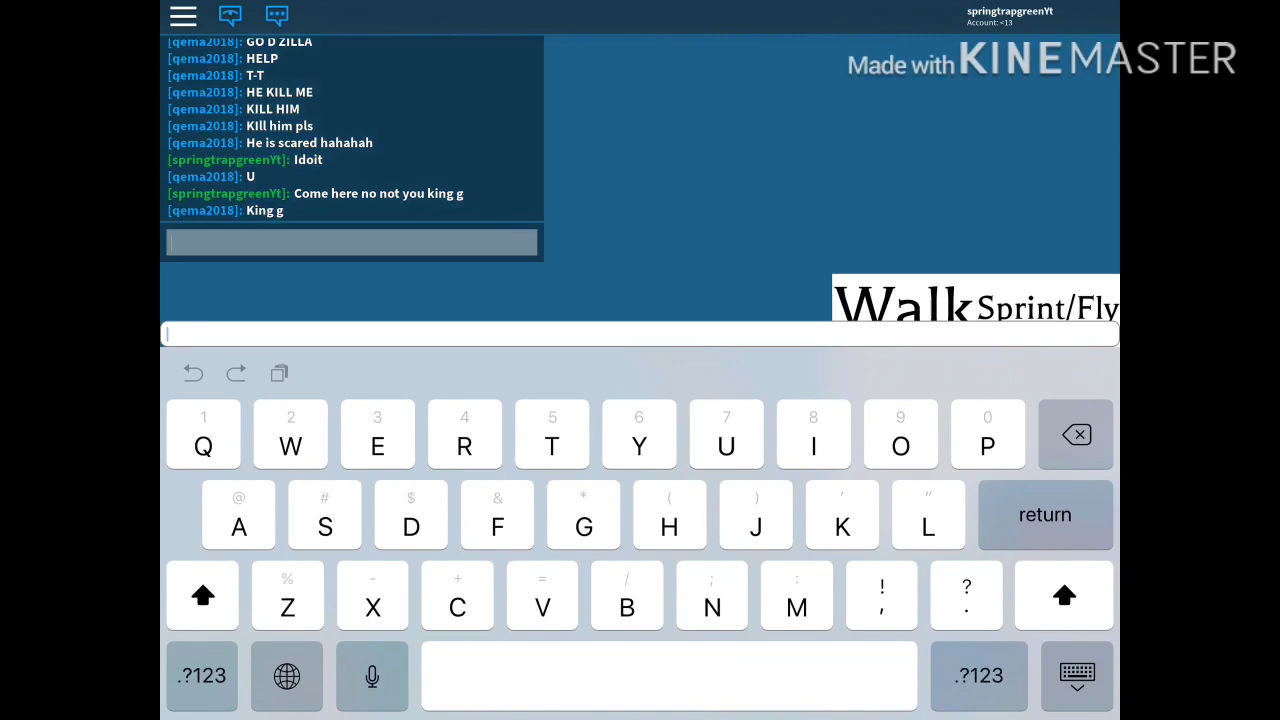 springtrapgreenYt
Account: <13
Made with KINEMASTER
[qema2018]: GO D ZILLA
[qema2018]: HELP
[qema2018]: T-T
[qema2018]: HE KILL ME
[qema2018]: KILL HIM
[qema2018]: KIll him pls
[qema2018]: He is scared hahahah
[springtrapgreenYt]: Idoit
[qema2018]: U
[springtrapgreenYt]: Come here no not you king g
[qema2018]: King g
Walk Sprint/Fly
1 2 3 4 5 6 7 8 9 0
Q W E R T Y U I O P
@ # $ & * ( ) ' "
A S D F G H J K L return
% - + = / ; : ! ?
Z X C V B N M , .
.?123 .?123